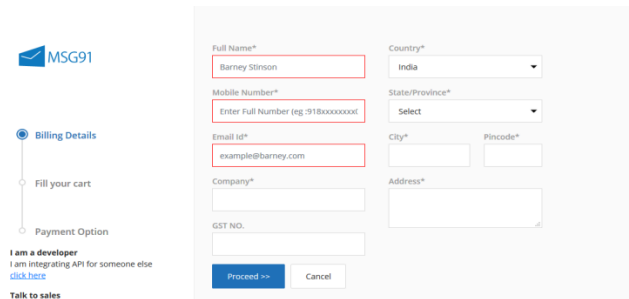 MSG91
Billing Details
Fill your cart
Payment Option
I am a developer
I am integrating API for someone else
click here
Talk to sales
Full Name*
Barney Stinson
Mobile Number*
Enter Full Number (eg :918xxxxxxx
Email Id*
example@barney.com
Company*
GST NO.
Proceed >>
Cancel
Country*
India
State/Province*
Select
City*
Pincode*
Address*